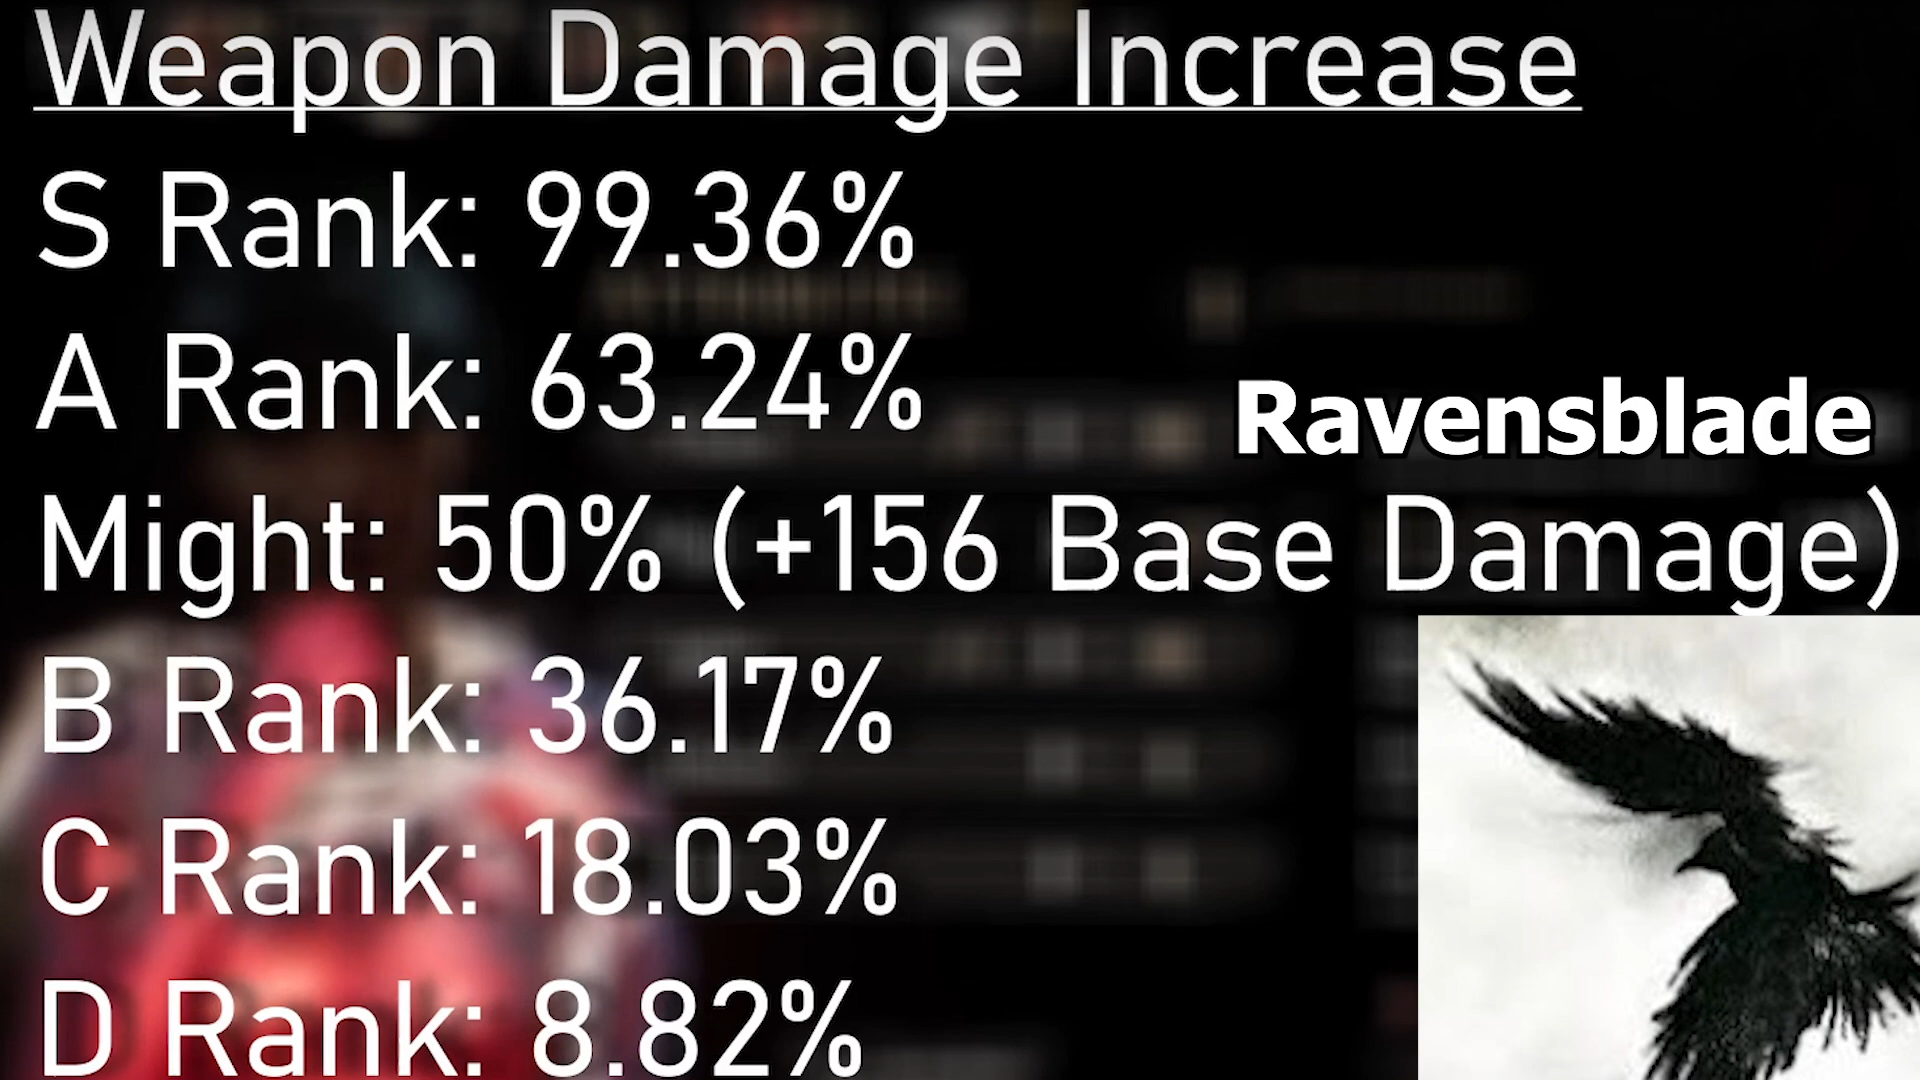 Weapon Damage Increase
S Rank: 99.36%
A Rank: 63.24%
Ravensblade
Might: 50% (+156 Base Damage)
B Rank: 36.17%
C Rank: 18.03%
D Rank: 8.82%